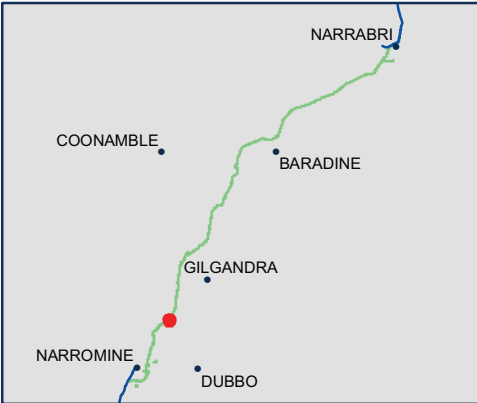 NARRABRI
COONAMBLE
BARADINE
GILGANDRA
NARROMINE
DUBBO